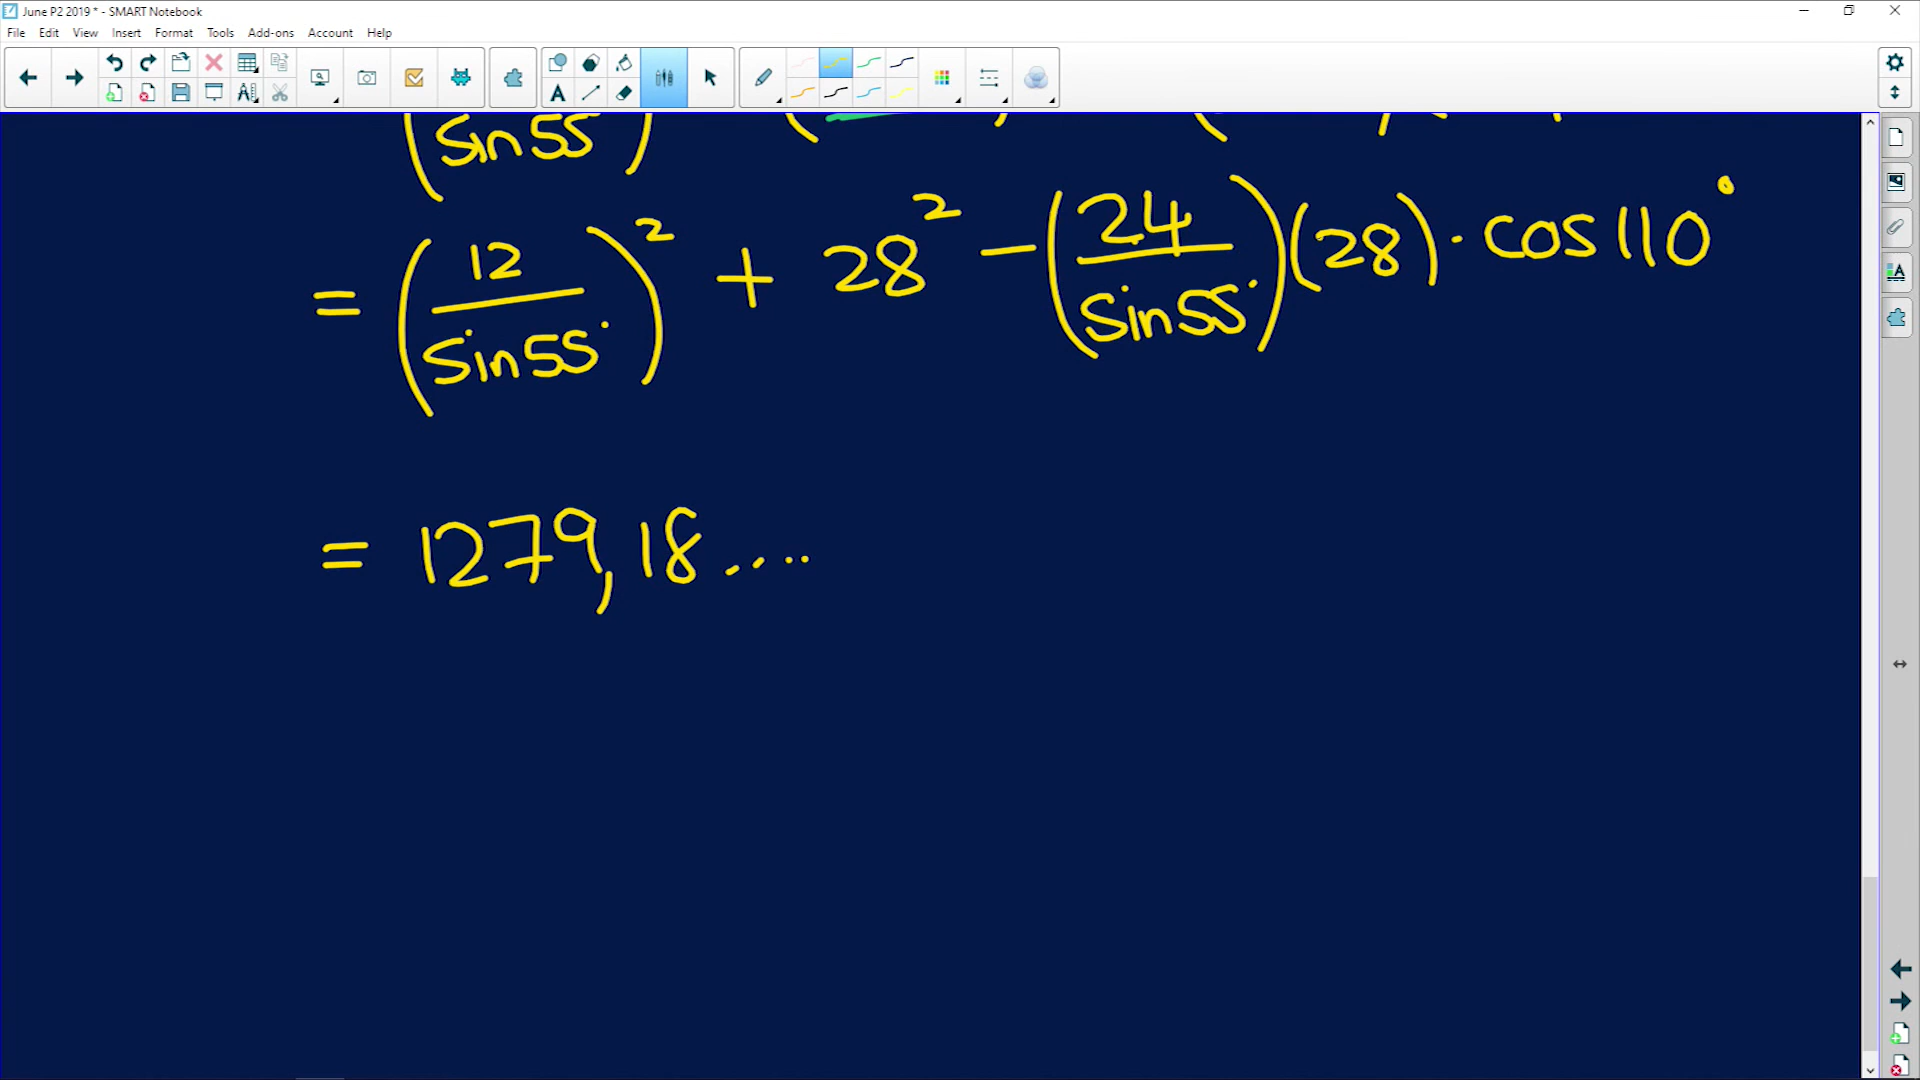 June P2 2019 * - SMART Notebook
File Edit View Insert Format Tools Add-ons Account Help
(sin55)
= (12/sin55°)² + 28² - (24/sin55°)(28) · cos110°
= 1279,18....